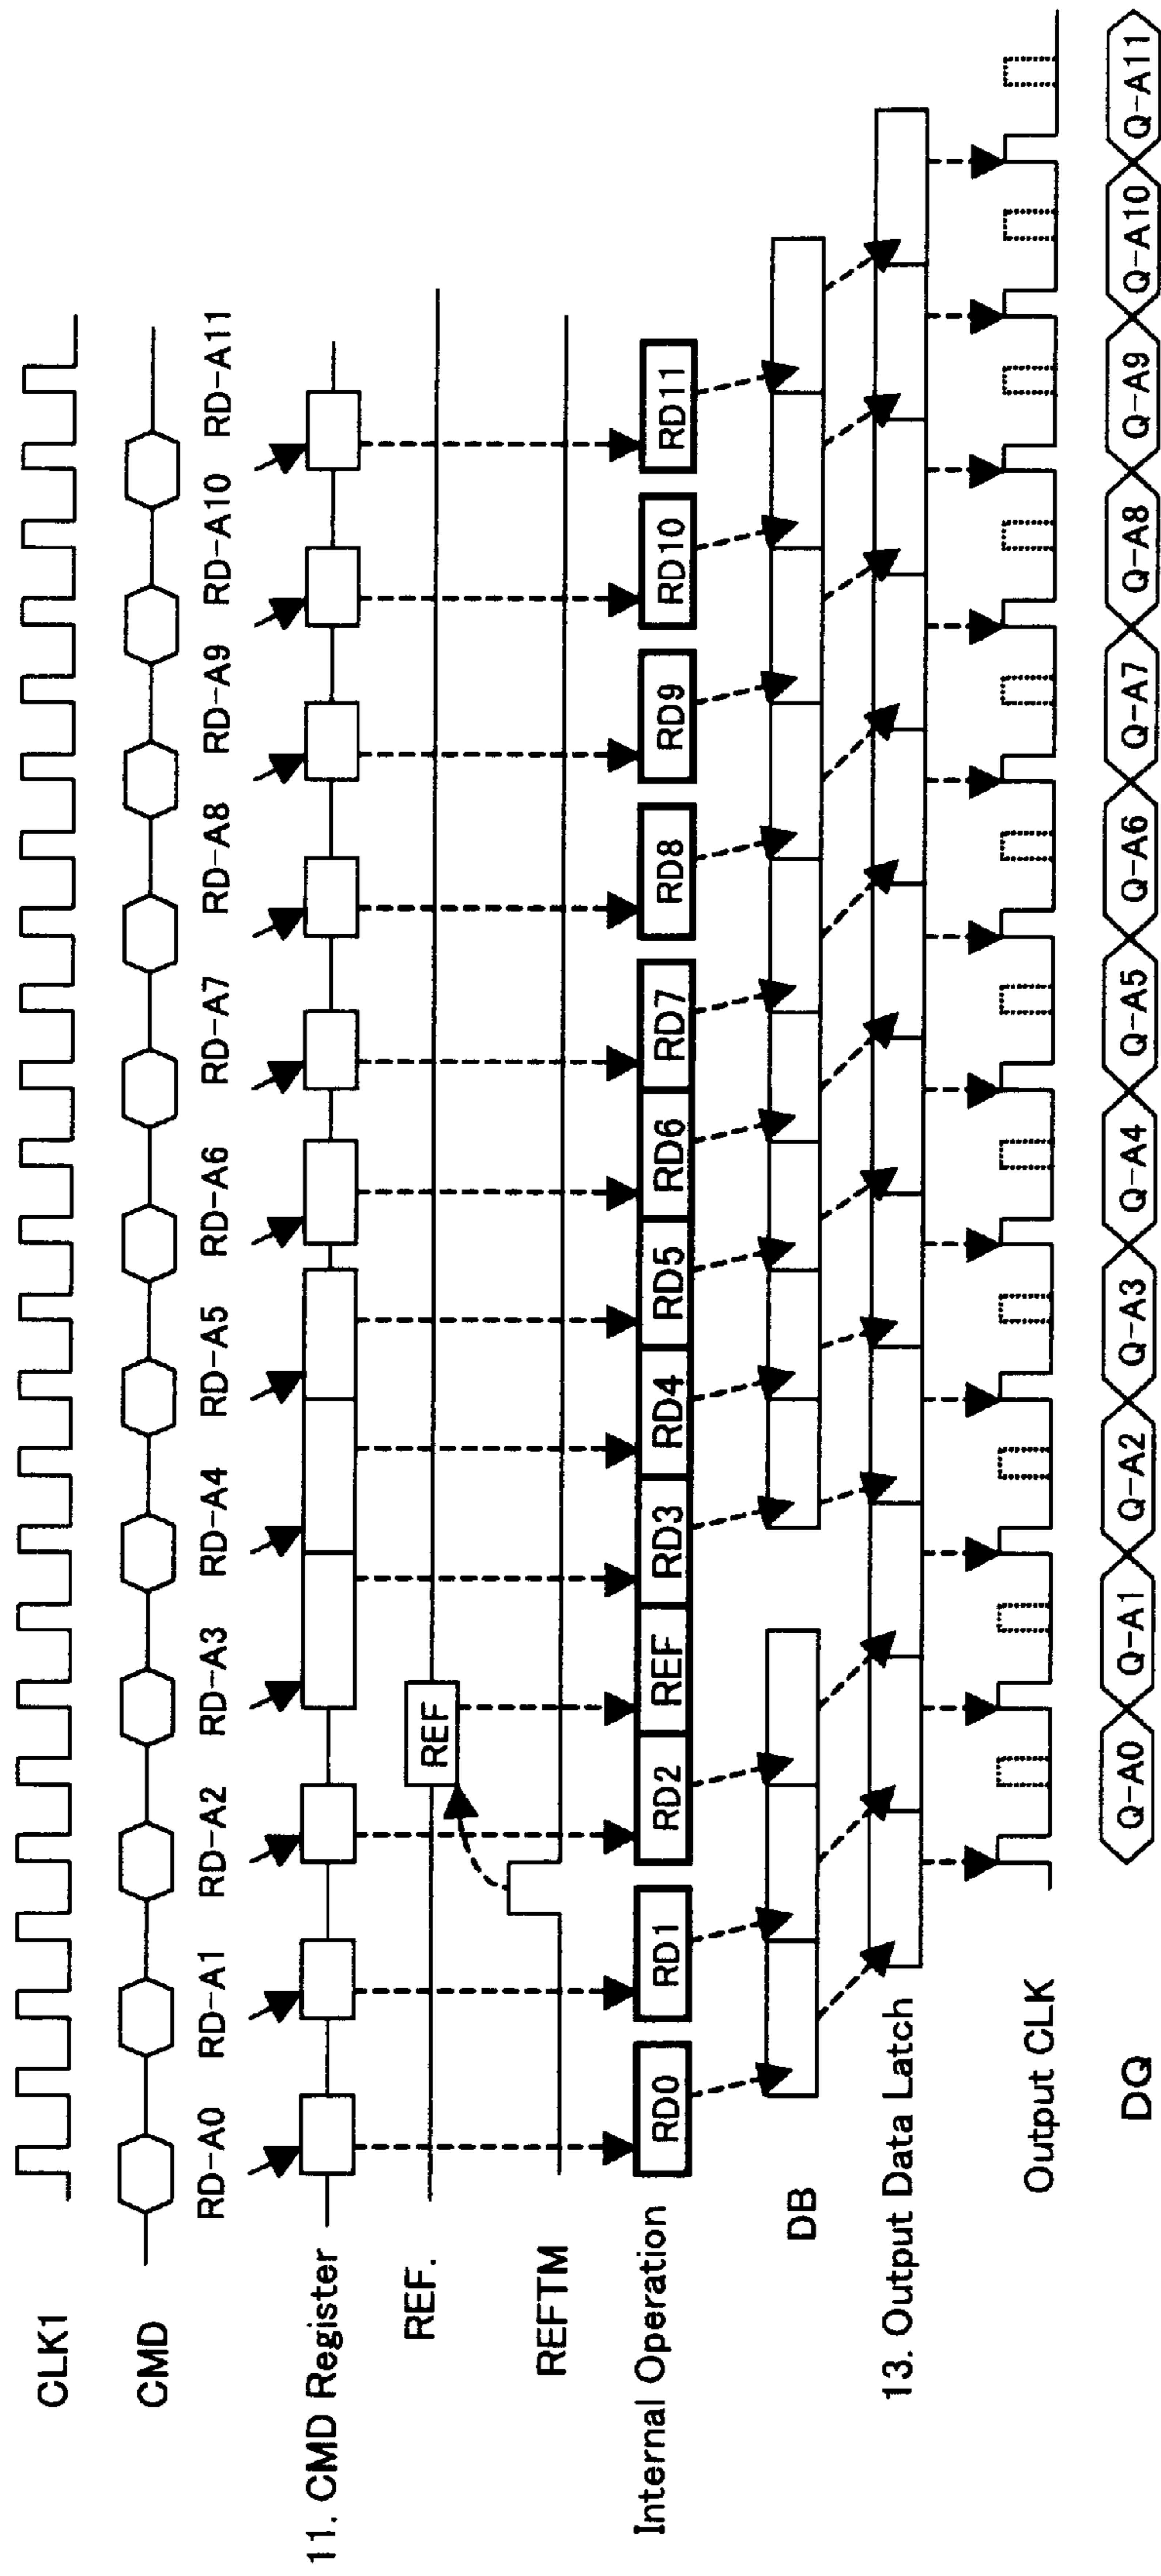 CLK1
CMD
RD-A0 RD-A1 RD-A2 RD-A3 RD-A4 RD-A5 RD-A6 RD-A7 RD-A8 RD-A9 RD-A10 RD-A11
11. CMD Register
REF.
REF
REFTM
Internal Operation
RD0 RD1 RD2 REF RD3 RD4 RD5 RD6 RD7 RD8 RD9 RD10 RD11
DB
13. Output Data Latch
Output CLK
DQ
Q-A0 Q-A1 Q-A2 Q-A3 Q-A4 Q-A5 Q-A6 Q-A7 Q-A8 Q-A9 Q-A10 Q-A11